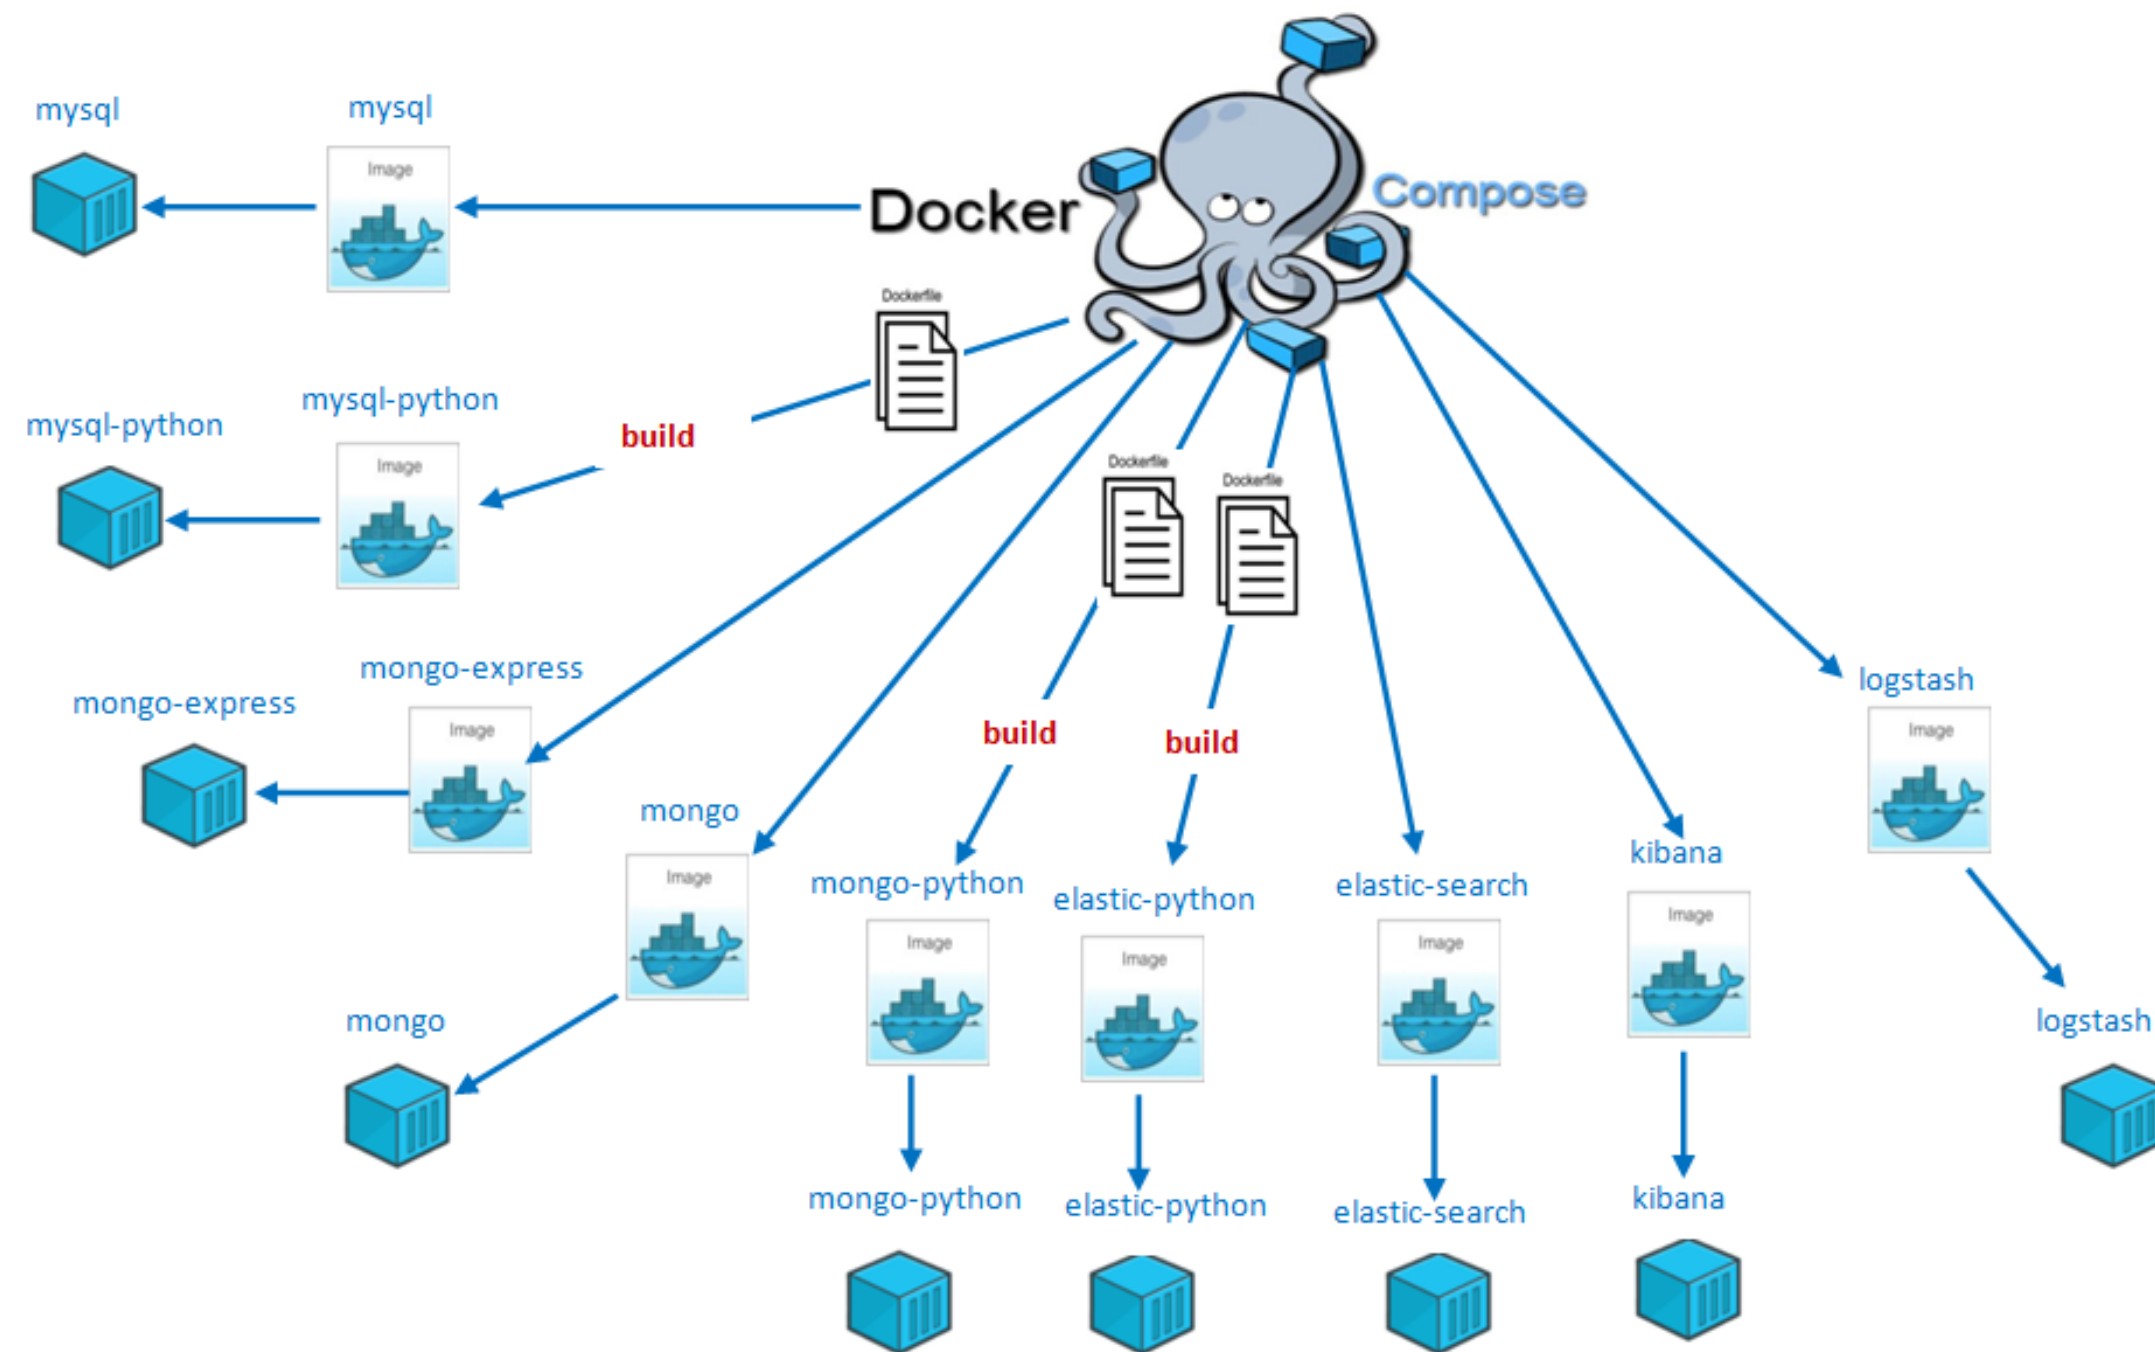 mysql
mysql
Image
Docker
Compose
Dockerfile
mysql-python
mysql-python
build
Image
Dockerfile
Dockerfile
mongo-express
mongo-express
Image
build
build
logstash
Image
mongo
Image
mongo-python
Image
elastic-python
Image
elastic-search
Image
kibana
Image
mongo
logstash
mongo-python
elastic-python
elastic-search
kibana